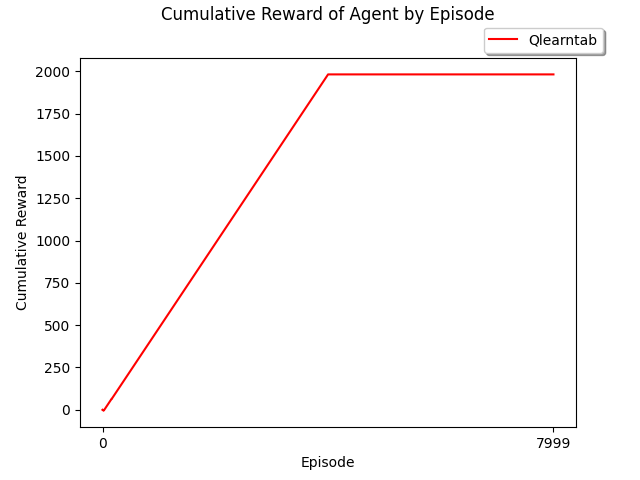 Cumulative Reward of Agent by Episode
Qlearntab
2000
1750
1500
1250
1000
750
500
250
0
Cumulative Reward
0 7999
Episode